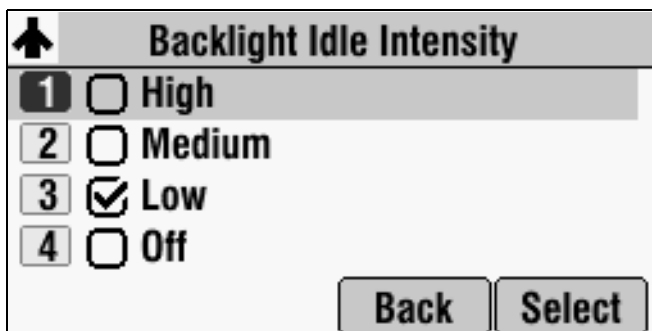 Backlight Idle Intensity
1 High
2 Medium
3 Low
4 Off
Back Select